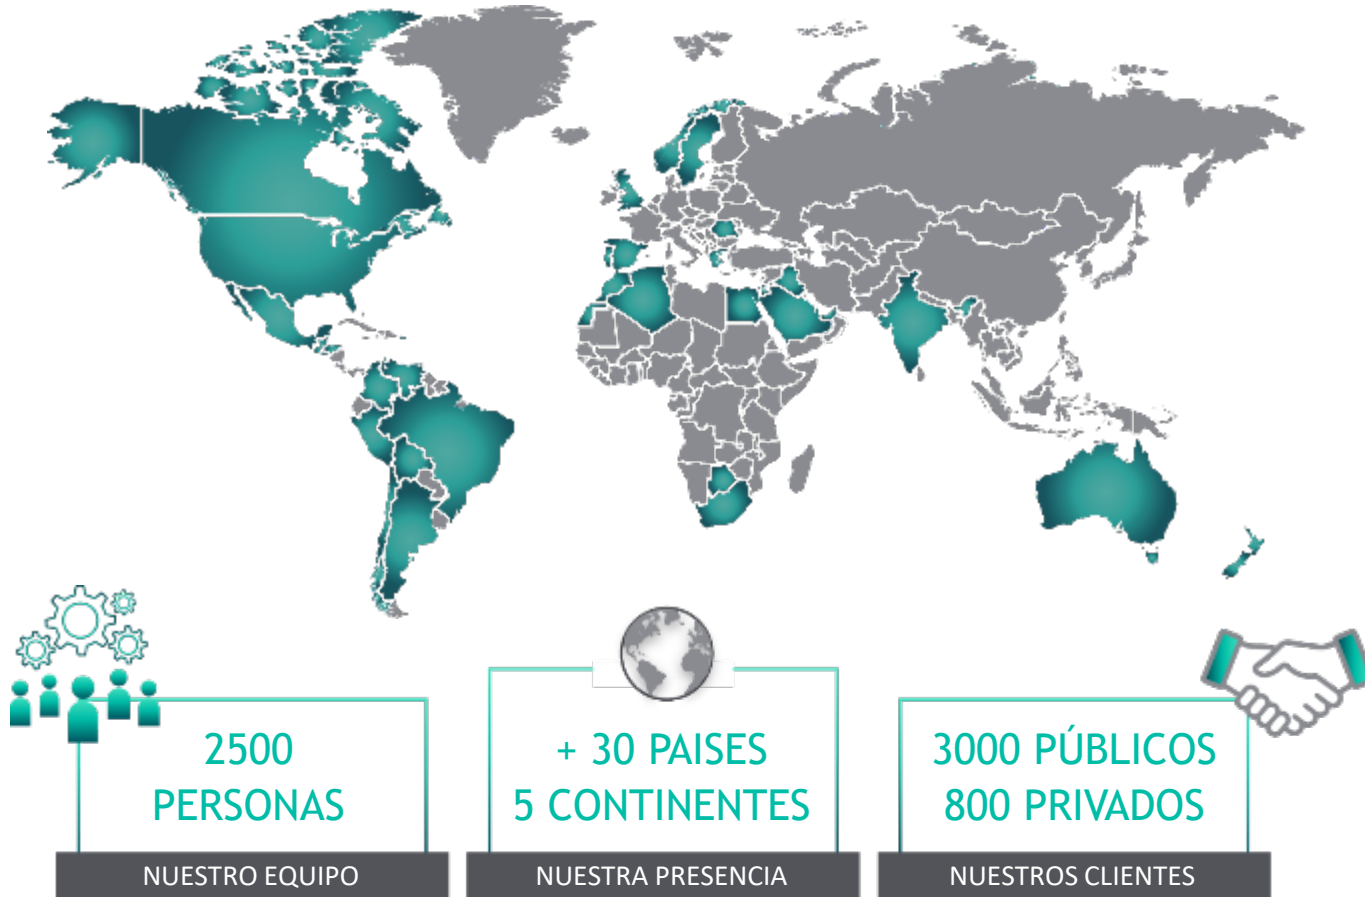 2500
PERSONAS
NUESTRO EQUIPO
+ 30 PAISES
5 CONTINENTES
NUESTRA PRESENCIA
3000 PÚBLICOS
800 PRIVADOS
NUESTROS CLIENTES